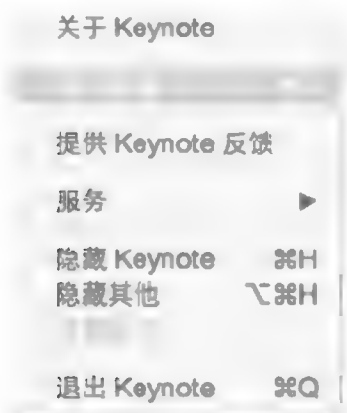 关于 Keynote
提供 Keynote 反馈
服务 ▶
隐藏 Keynote ⌘H
隐藏其他 ⌥⌘H
退出 Keynote ⌘Q